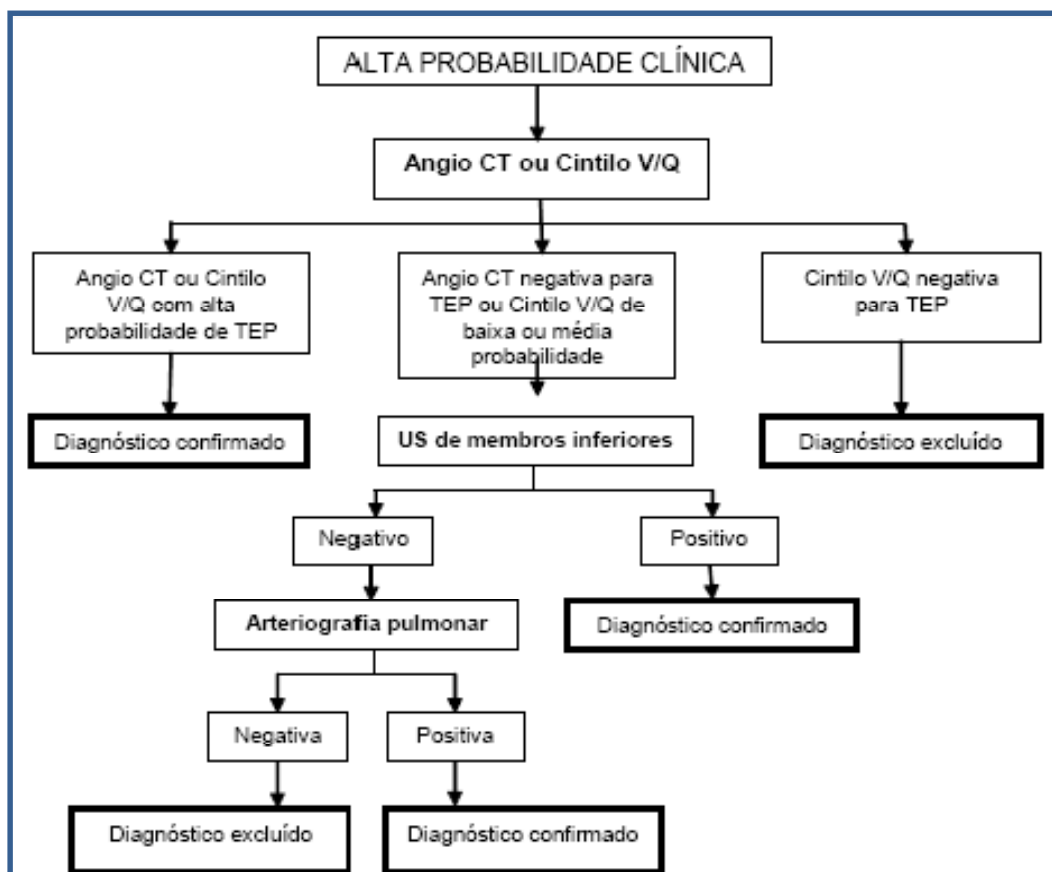 ALTA PROBABILIDADE CLÍNICA
Angio CT ou Cintilo V/Q
Angio CT ou Cintilo
V/Q com alta
probabilidade de TEP
Angio CT negativa para
TEP ou Cintilo V/Q de
baixa ou média
probabilidade
Cintilo V/Q negativa
para TEP
Diagnóstico confirmado
US de membros inferiores
Diagnóstico excluído
Negativo
Positivo
Arteriografia pulmonar
Diagnóstico confirmado
Negativa
Positiva
Diagnóstico excluído
Diagnóstico confirmado